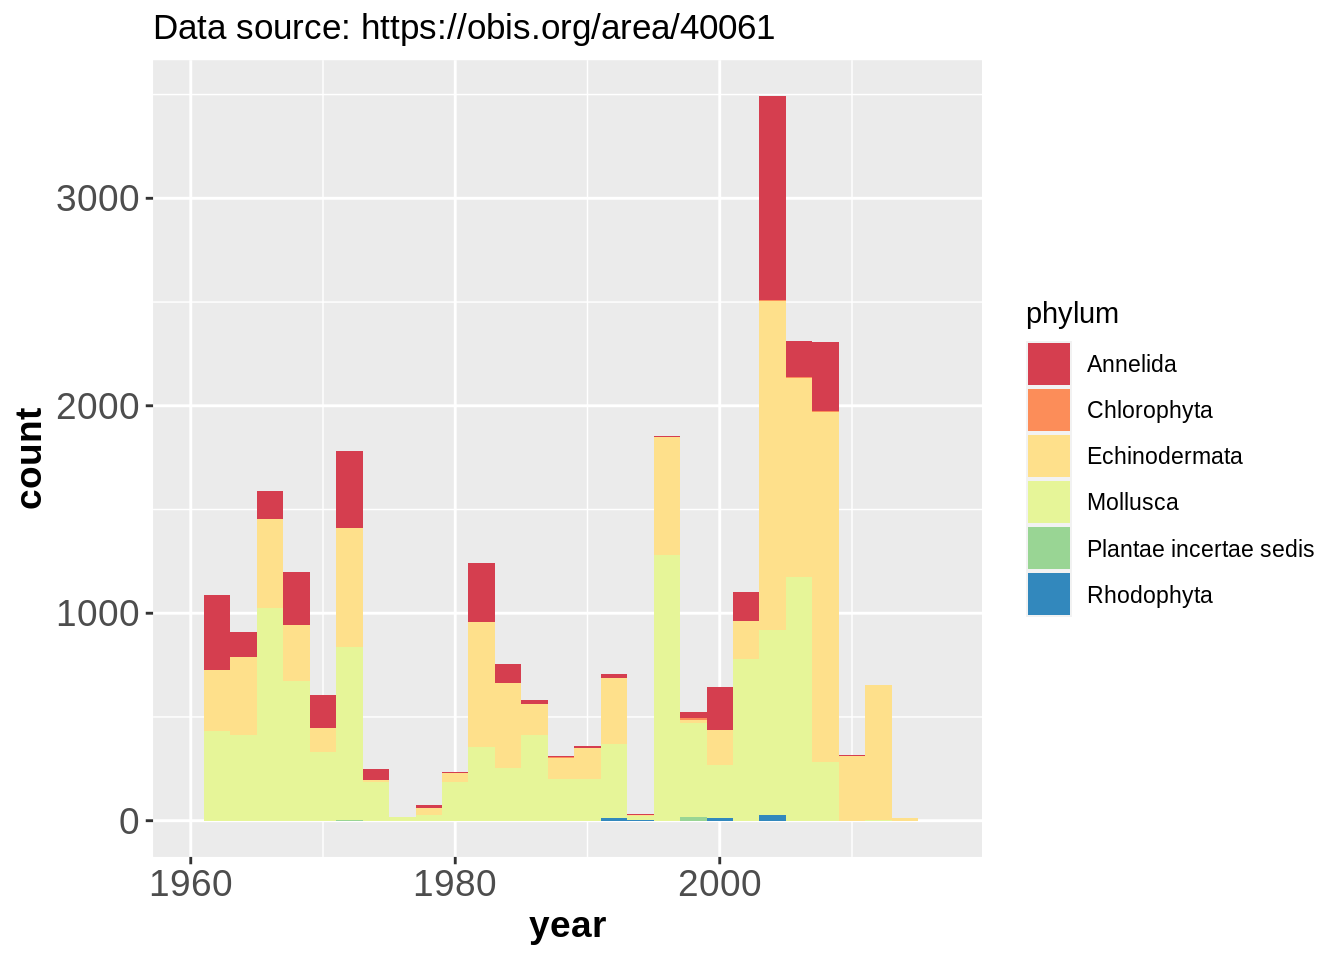 Data source: https://obis.org/area/40061
3000
2000
1000
0
count
1960 1980 2000
year
phylum
Annelida
Chlorophyta
Echinodermata
Mollusca
Plantae incertae sedis
Rhodophyta